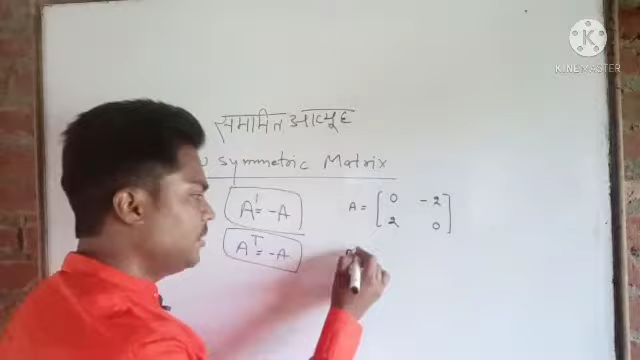 समामित आव्यूह
symmetric Matrix
A' = -A
A^T = -A
A = [ 0 -2
2 0 ]
KINEMASTER